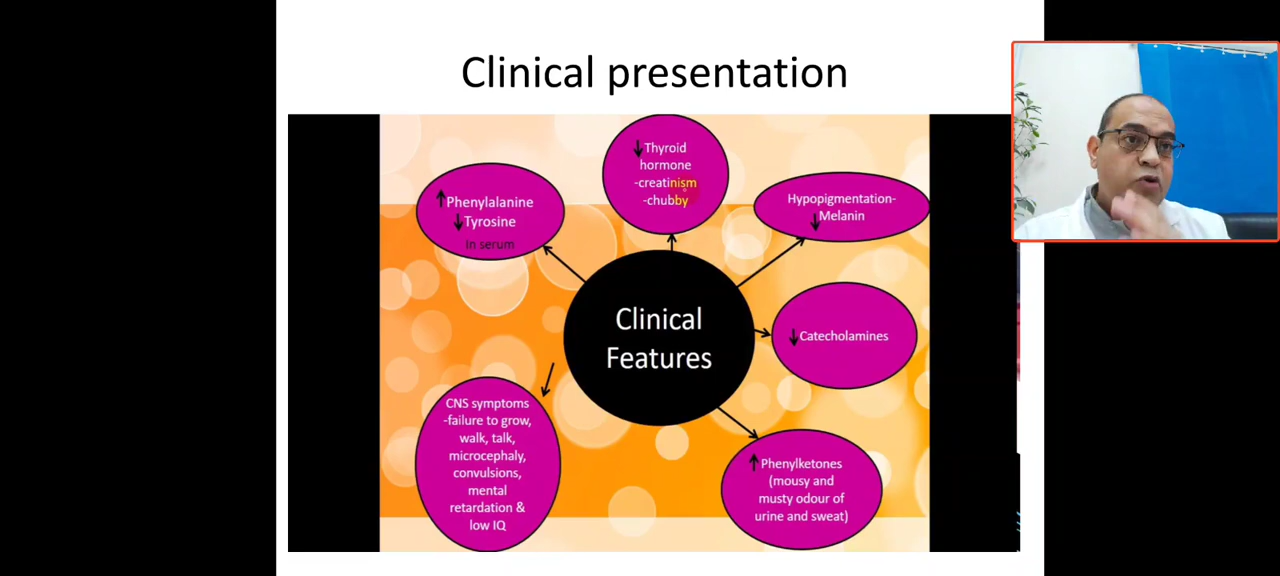 Clinical presentation
↓Thyroid
hormone
-creatinism
-chubby
↑Phenylalanine
↓Tyrosine
In serum
Hypopigmentation-
↓Melanin
Clinical
Features
↓Catecholamines
CNS symptoms
-failure to grow,
walk, talk,
microcephaly,
convulsions,
mental
retardation &
low IQ
↑Phenylketones
(mousy and
musty odour of
urine and sweat)